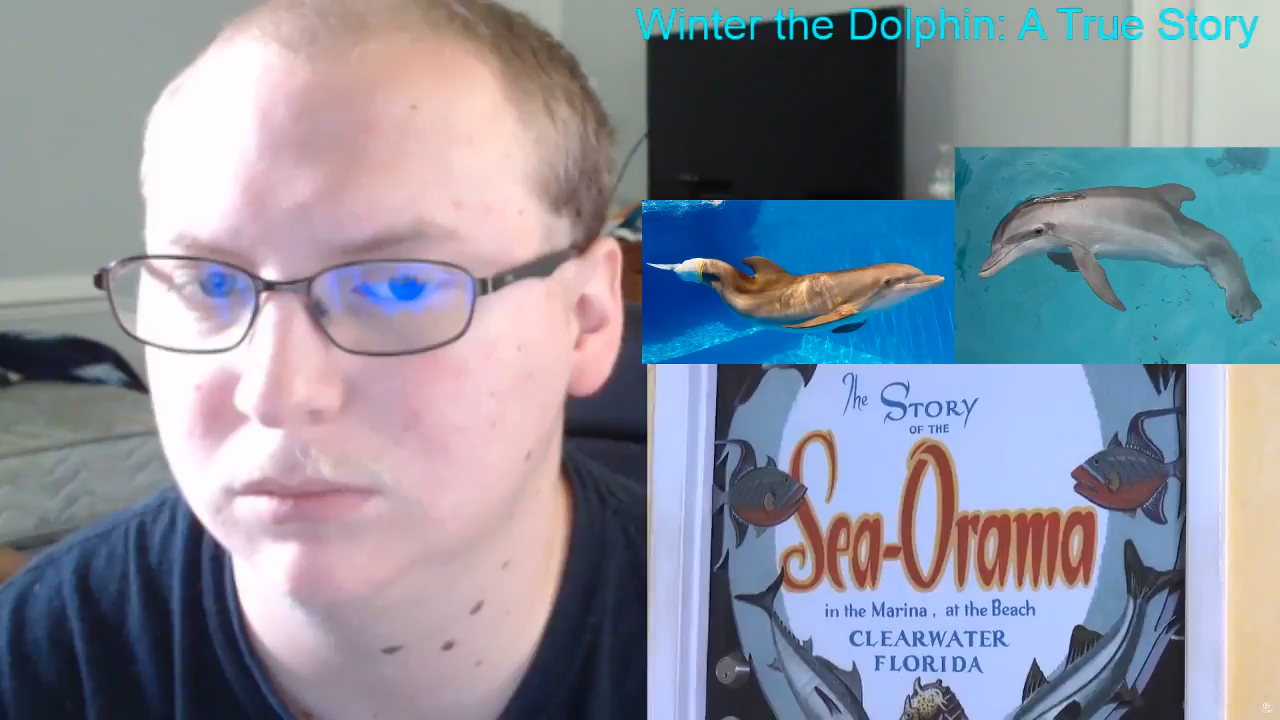 Winter the Dolphin: A True Story
The STORY
OF THE
Sea-Orama
in the Marina, at the Beach
CLEARWATER
FLORIDA